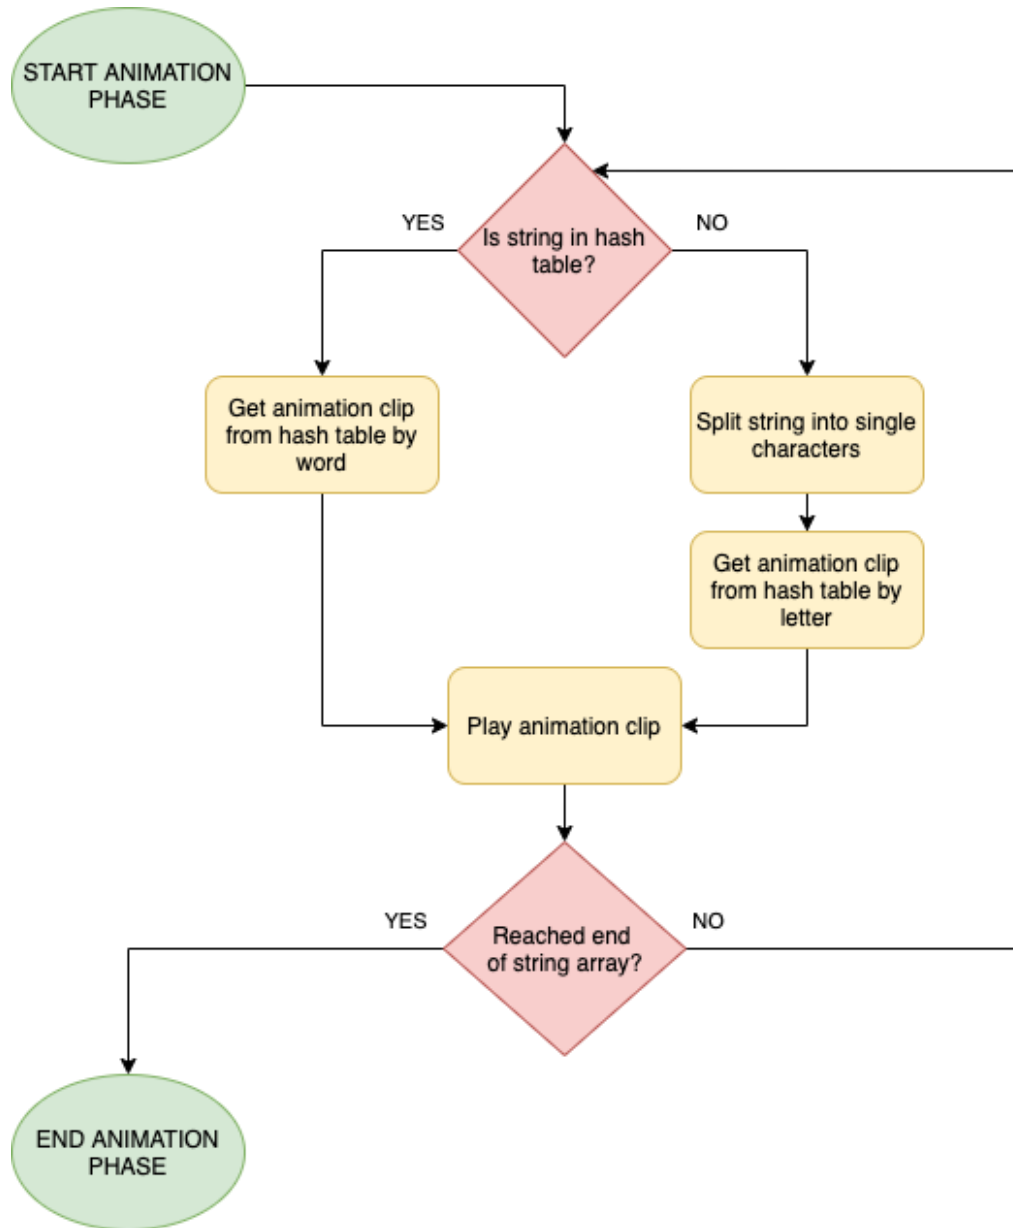 START ANIMATION
PHASE
YES
NO
Is string in hash
table?
Get animation clip
from hash table by
word
Split string into single
characters
Get animation clip
from hash table by
letter
Play animation clip
YES
NO
Reached end
of string array?
END ANIMATION
PHASE